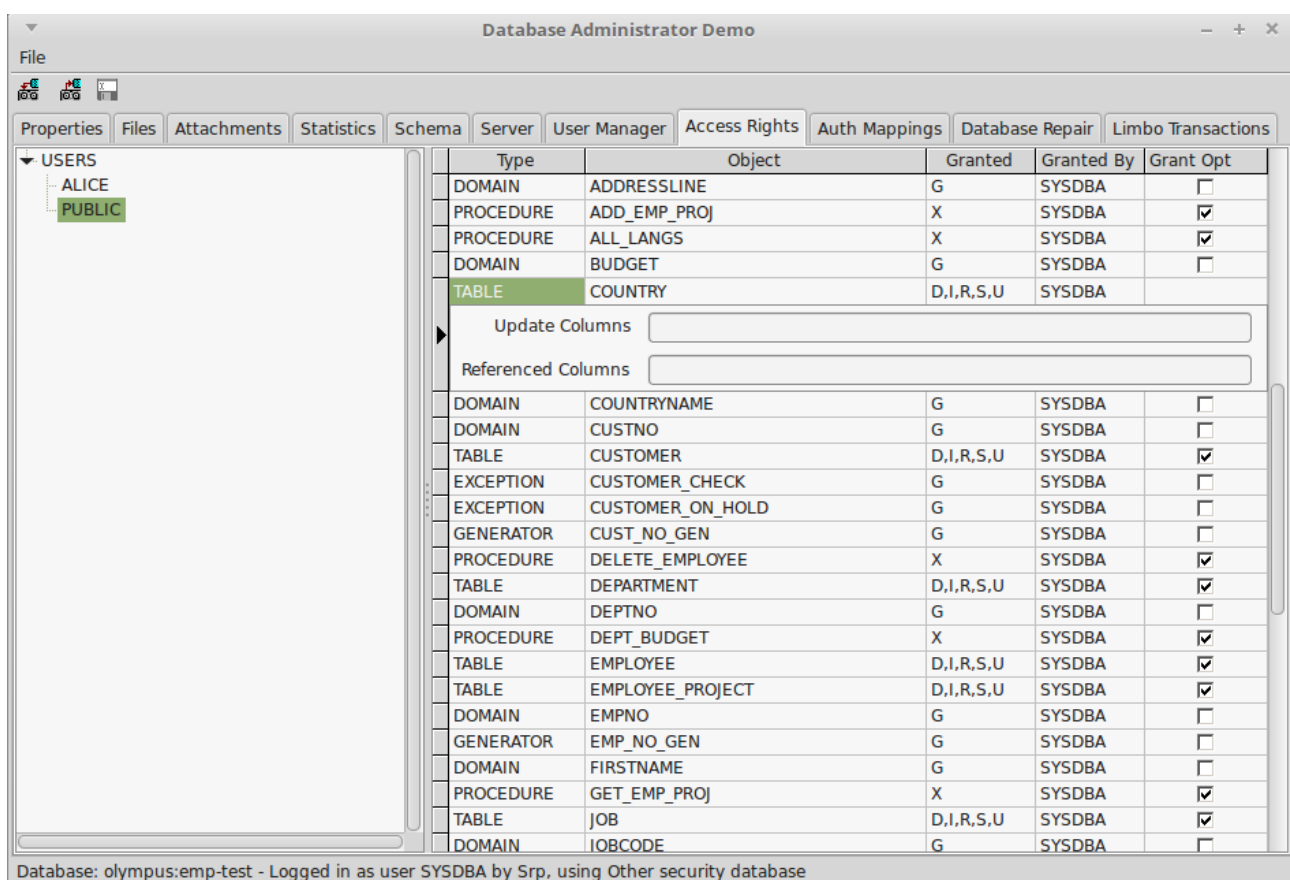 Database Administrator Demo
File
Properties Files Attachments Statistics Schema Server User Manager Access Rights Auth Mappings Database Repair Limbo Transactions
USERS
ALICE
PUBLIC
Type Object Granted Granted By Grant Opt
DOMAIN ADDRESSLINE G SYSDBA
PROCEDURE ADD_EMP_PROJ X SYSDBA
PROCEDURE ALL_LANGS X SYSDBA
DOMAIN BUDGET G SYSDBA
TABLE COUNTRY D,I,R,S,U SYSDBA
Update Columns
Referenced Columns
DOMAIN COUNTRYNAME G SYSDBA
DOMAIN CUSTNO G SYSDBA
TABLE CUSTOMER D,I,R,S,U SYSDBA
EXCEPTION CUSTOMER_CHECK G SYSDBA
EXCEPTION CUSTOMER_ON_HOLD G SYSDBA
GENERATOR CUST_NO_GEN G SYSDBA
PROCEDURE DELETE_EMPLOYEE X SYSDBA
TABLE DEPARTMENT D,I,R,S,U SYSDBA
DOMAIN DEPTNO G SYSDBA
PROCEDURE DEPT_BUDGET X SYSDBA
TABLE EMPLOYEE D,I,R,S,U SYSDBA
TABLE EMPLOYEE_PROJECT D,I,R,S,U SYSDBA
DOMAIN EMPNO G SYSDBA
GENERATOR EMP_NO_GEN G SYSDBA
DOMAIN FIRSTNAME G SYSDBA
PROCEDURE GET_EMP_PROJ X SYSDBA
TABLE JOB D,I,R,S,U SYSDBA
DOMAIN JOBCODE G SYSDBA
Database: olympus:emp-test - Logged in as user SYSDBA by Srp, using Other security database